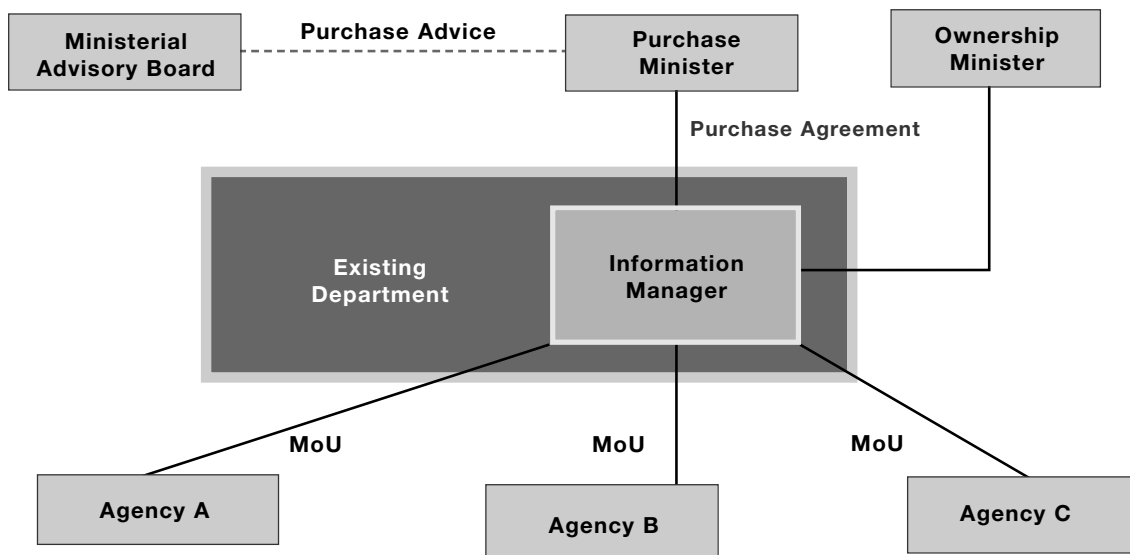 Ministerial
Advisory Board
Purchase Advice
Purchase
Minister
Ownership
Minister
Purchase Agreement
Existing
Department
Information
Manager
MoU
MoU
MoU
Agency A
Agency B
Agency C